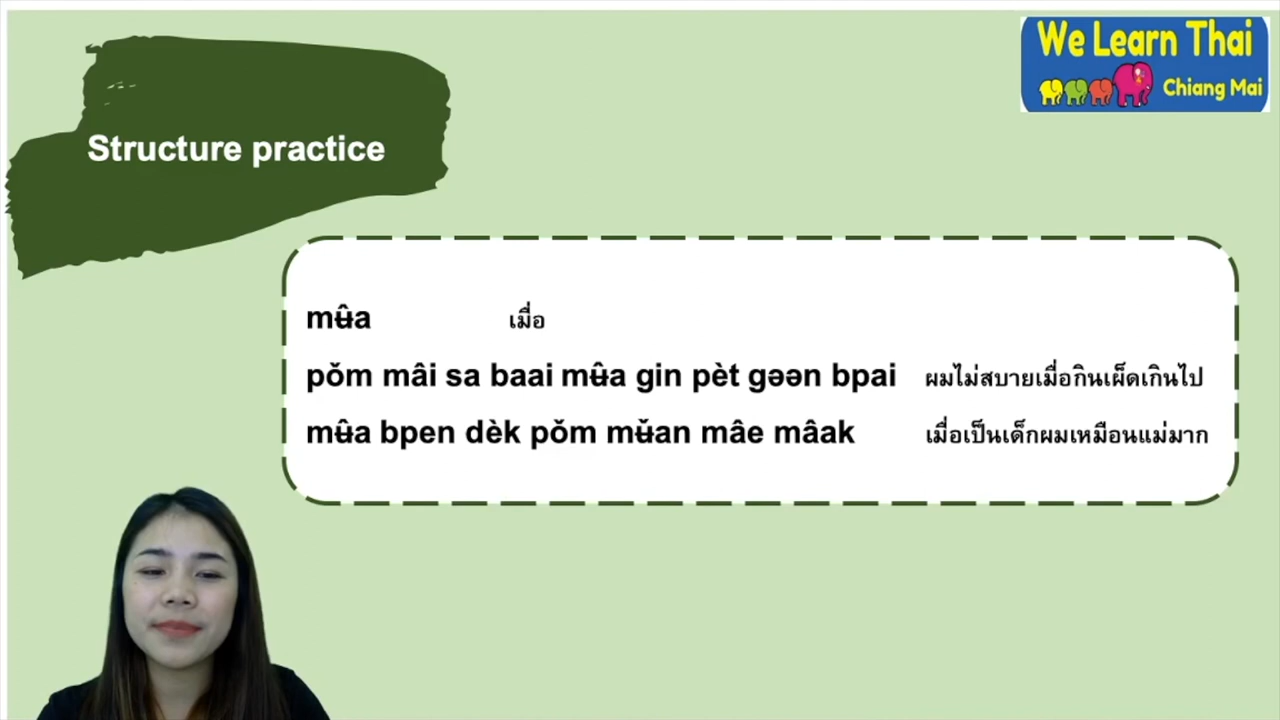 We Learn Thai
Chiang Mai
Structure practice
mʉ̂a เมื่อ
pǒm mâi sa baai mʉ̂a gin pèt gəən bpai ผมไม่สบายเมื่อกินเผ็ดเกินไป
mʉ̂a bpen dèk pǒm mʉ̌an mâe mâak เมื่อเป็นเด็กผมเหมือนแม่มาก